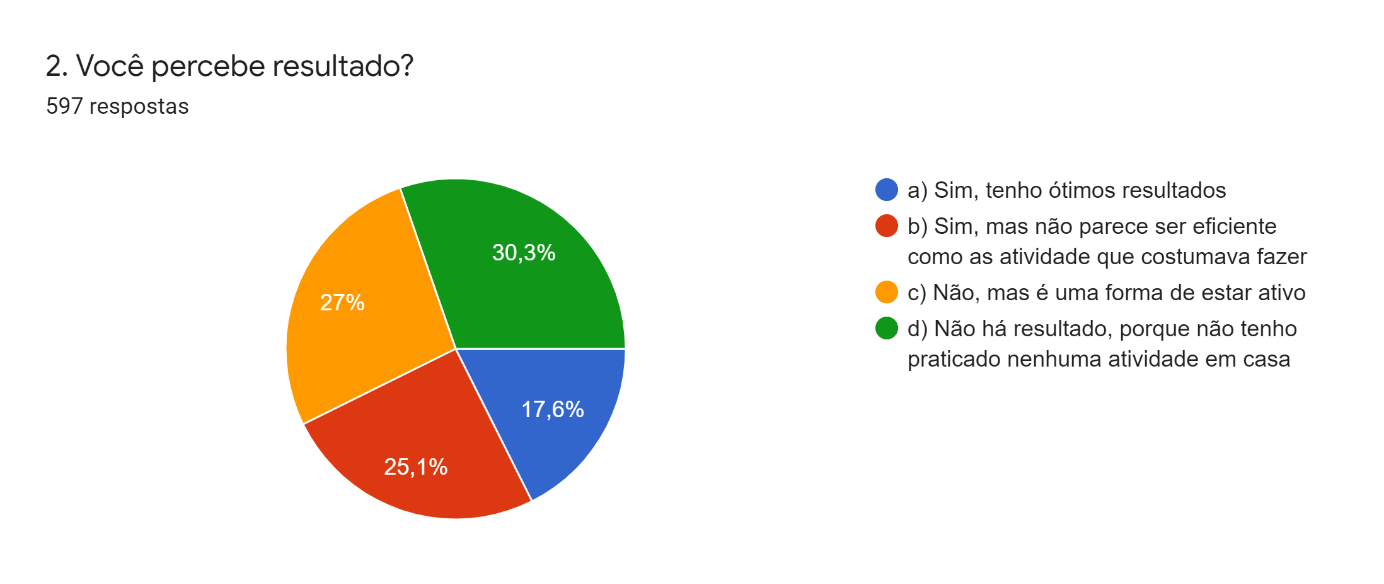 2. Você percebe resultado?
597 respostas
30,3%
27%
17,6%
25,1%
a) Sim, tenho ótimos resultados
b) Sim, mas não parece ser eficiente
como as atividade que costumava fazer
c) Não, mas é uma forma de estar ativo
d) Não há resultado, porque não tenho
praticado nenhuma atividade em casa